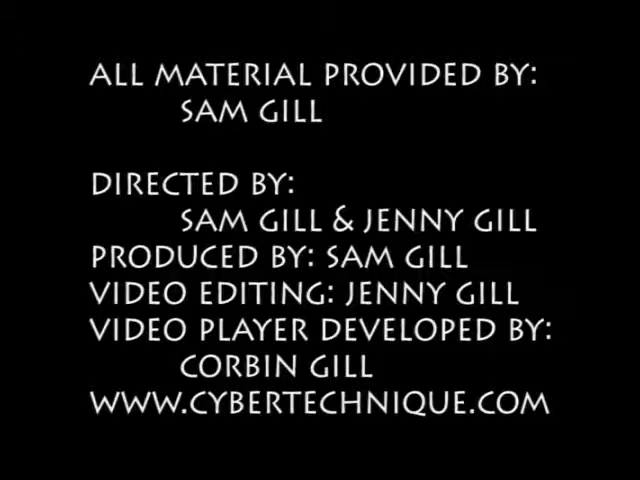 ALL MATERIAL PROVIDED BY:
SAM GILL
DIRECTED BY:
SAM GILL & JENNY GILL
PRODUCED BY: SAM GILL
VIDEO EDITING: JENNY GILL
VIDEO PLAYER DEVELOPED BY:
CORBIN GILL
WWW.CYBERTECHNIQUE.COM